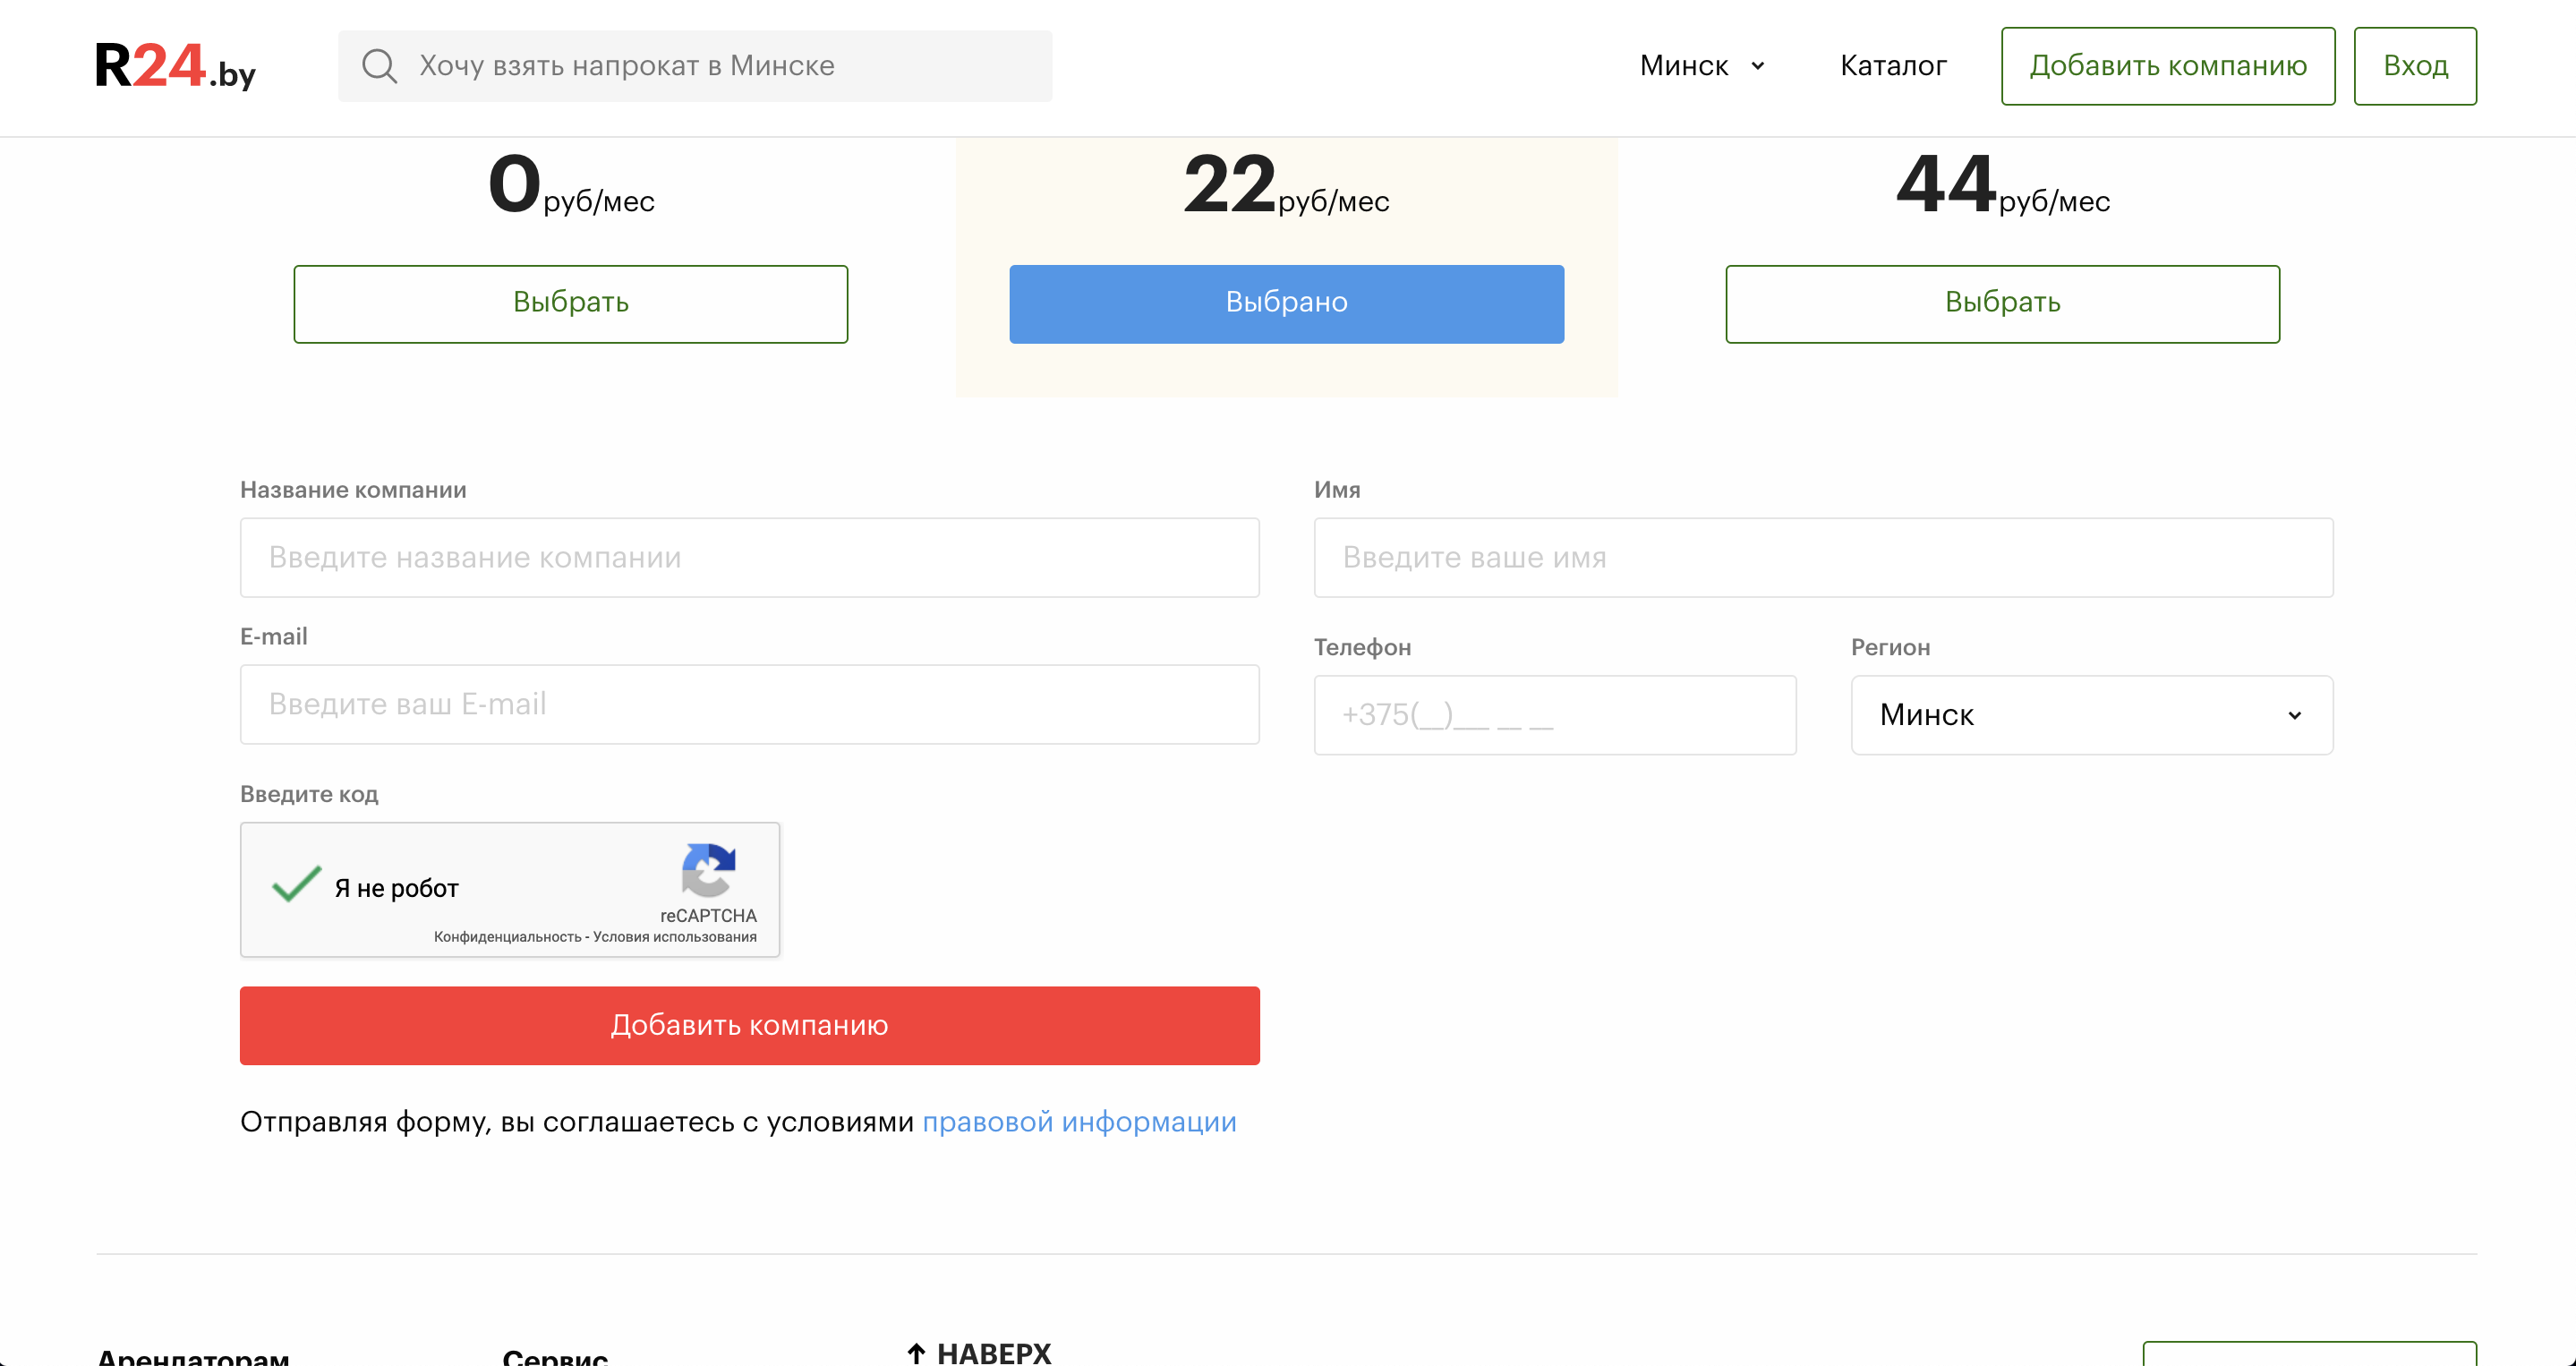 R24.by
Хочу взять напрокат в Минске
Минск
Каталог
Добавить компанию
Вход
0руб/мес
22руб/мес
44руб/мес
Выбрать
Выбрано
Выбрать
Название компании
Имя
Введите название компании
Введите ваше имя
E-mail
Телефон
Регион
Введите ваш E-mail
+375(__)___ __ __
Минск
Введите код
Я не робот
reCAPTCHA
Конфиденциальность - Условия использования
Добавить компанию
Отправляя форму, вы соглашаетесь с условиями правовой информации
Арендаторам
Сервис
↑ НАВЕРХ